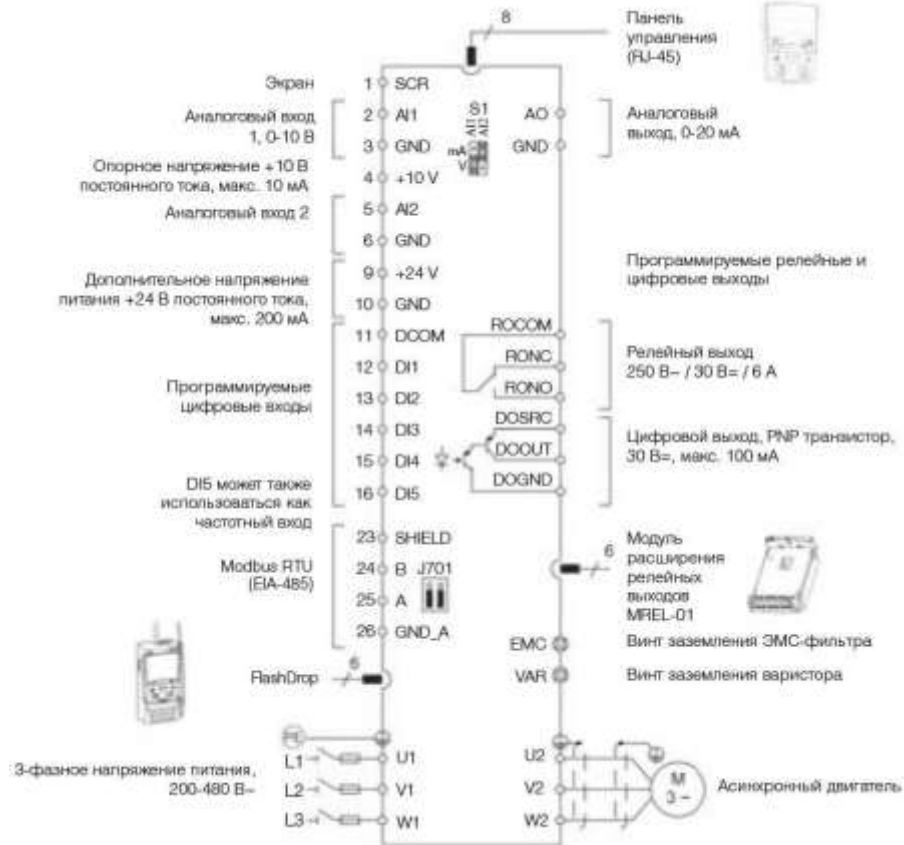 8
Панель
управления
(RJ-45)
Экран
1 SCR
Аналоговый вход
1, 0-10 В
2 AI1
3 GND
S1
AI1
AI2
mA
V
AO
GND
Аналоговый
выход, 0-20 мА
Опорное напряжение +10 В
постоянного тока, макс. 10 мА
4 +10 V
Аналоговый вход 2
5 AI2
6 GND
Дополнительное напряжение
питания +24 В постоянного тока,
макс. 200 мА
9 +24 V
10 GND
Программируемые релейные и
цифровые выходы
Программируемые
цифровые входы
11 DCOM
12 DI1
13 DI2
14 DI3
15 DI4
16 DI5
ROCOM
RONC
RONO
Релейный выход
250 В~ / 30 В= / 6 А
DOSRC
DOOUT
DOGND
Цифровой выход, PNP транзистор,
30 В=, макс. 100 мА
DI5 может также
использоваться как
частотный вход
Modbus RTU
(EIA-485)
23 SHIELD
24 B J701
25 A
26 GND_A
6
Модуль
расширения
релейных
выходов
MREL-01
EMC
Винт заземления ЭМС-фильтра
VAR
Винт заземления варистора
FlashDrop
6
PE
3-фазное напряжение питания,
200-480 В~
L1 U1
L2 V1
L3 W1
U2
V2
W2
M
3 ~
Асинхронный двигатель